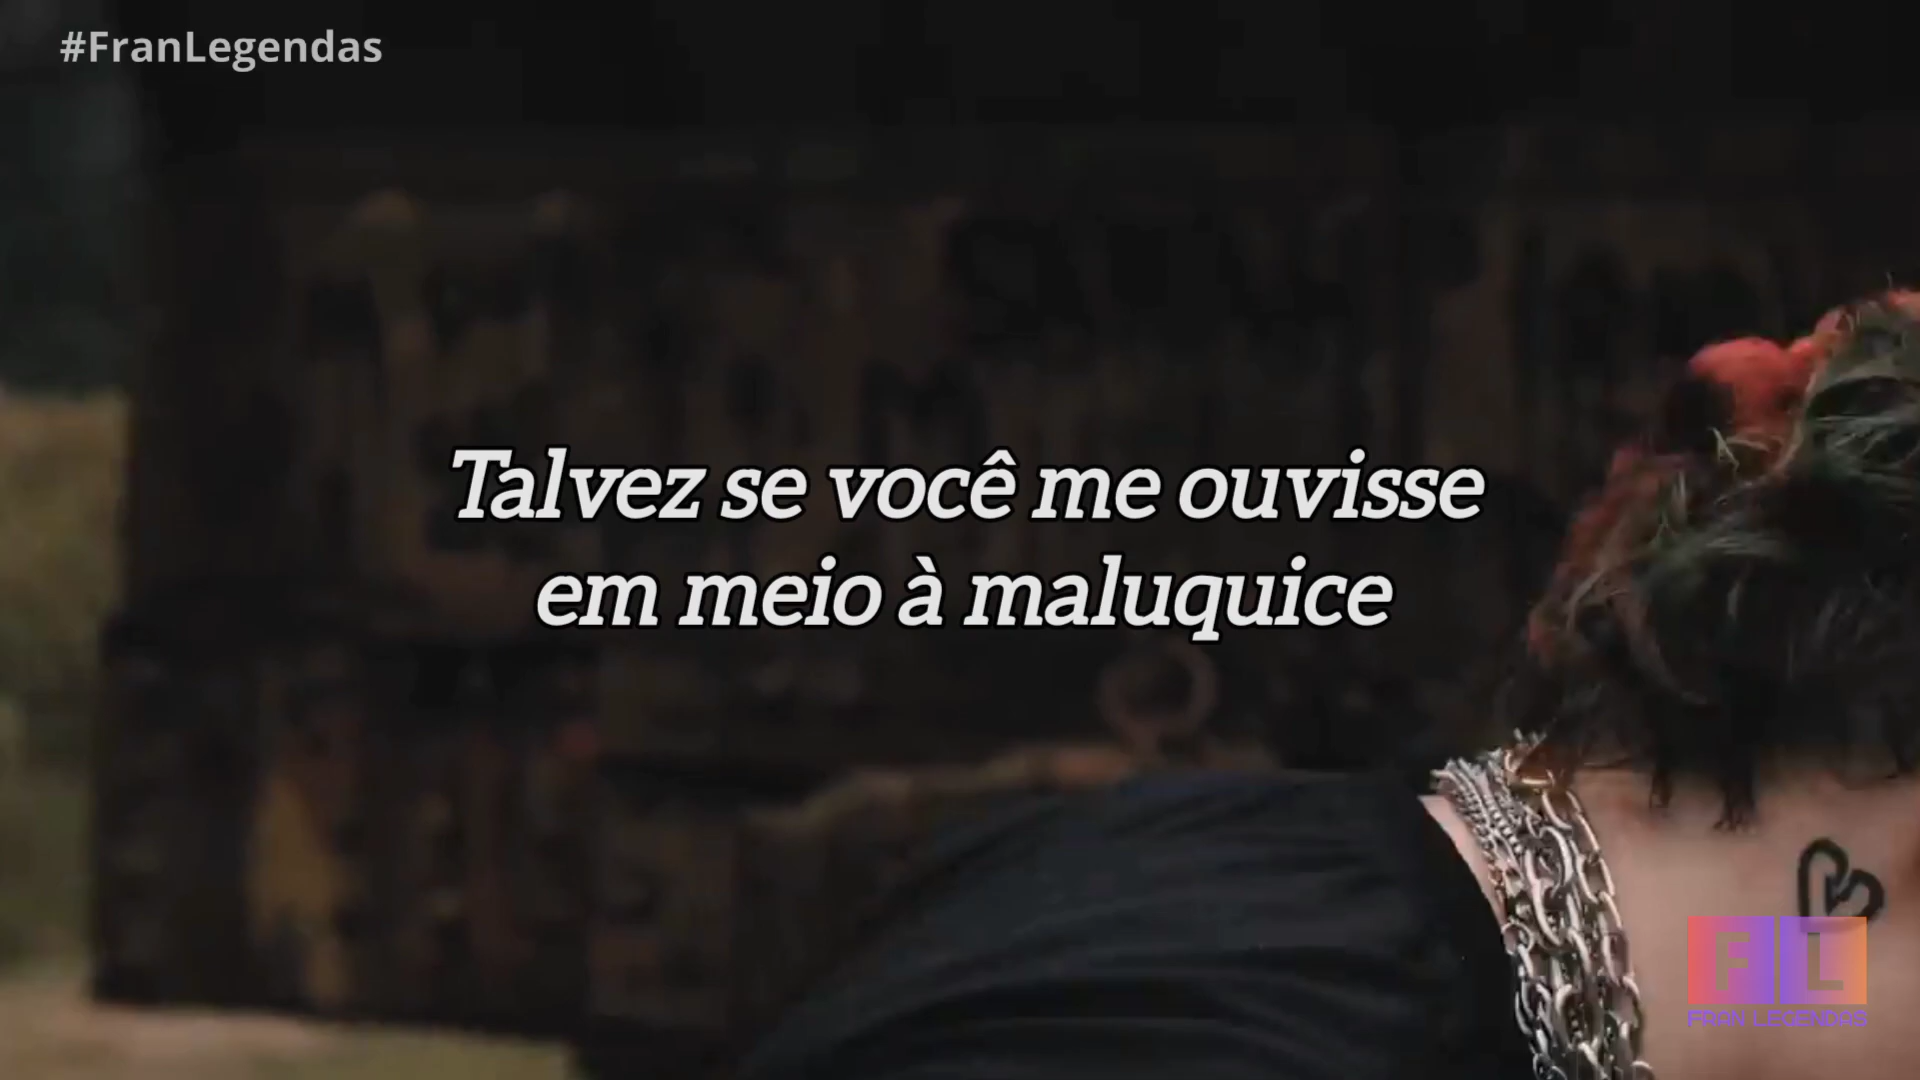 #FranLegendas
Talvez se você me ouvisse
em meio à maluquice
FL
FRAN LEGENDAS